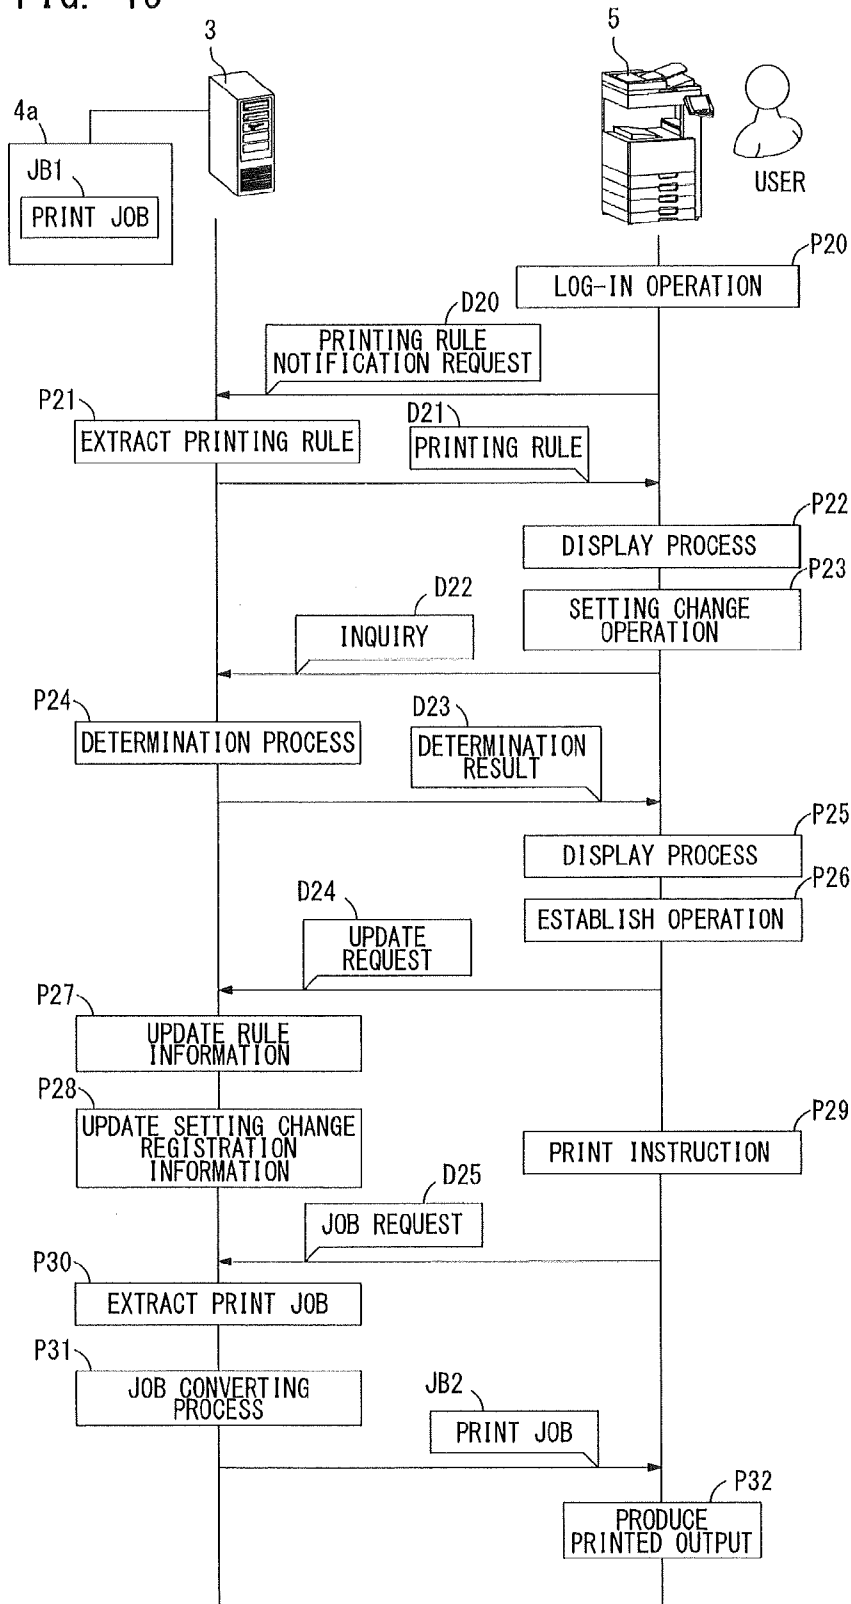 3
5
4a
JB1
PRINT JOB
USER
P20
LOG-IN OPERATION
D20
PRINTING RULE
NOTIFICATION REQUEST
P21
EXTRACT PRINTING RULE
D21
PRINTING RULE
P22
DISPLAY PROCESS
P23
SETTING CHANGE
OPERATION
D22
INQUIRY
P24
DETERMINATION PROCESS
D23
DETERMINATION
RESULT
P25
DISPLAY PROCESS
P26
ESTABLISH OPERATION
D24
UPDATE
REQUEST
P27
UPDATE RULE
INFORMATION
P28
UPDATE SETTING CHANGE
REGISTRATION
INFORMATION
P29
PRINT INSTRUCTION
D25
JOB REQUEST
P30
EXTRACT PRINT JOB
P31
JOB CONVERTING
PROCESS
JB2
PRINT JOB
P32
PRODUCE
PRINTED OUTPUT